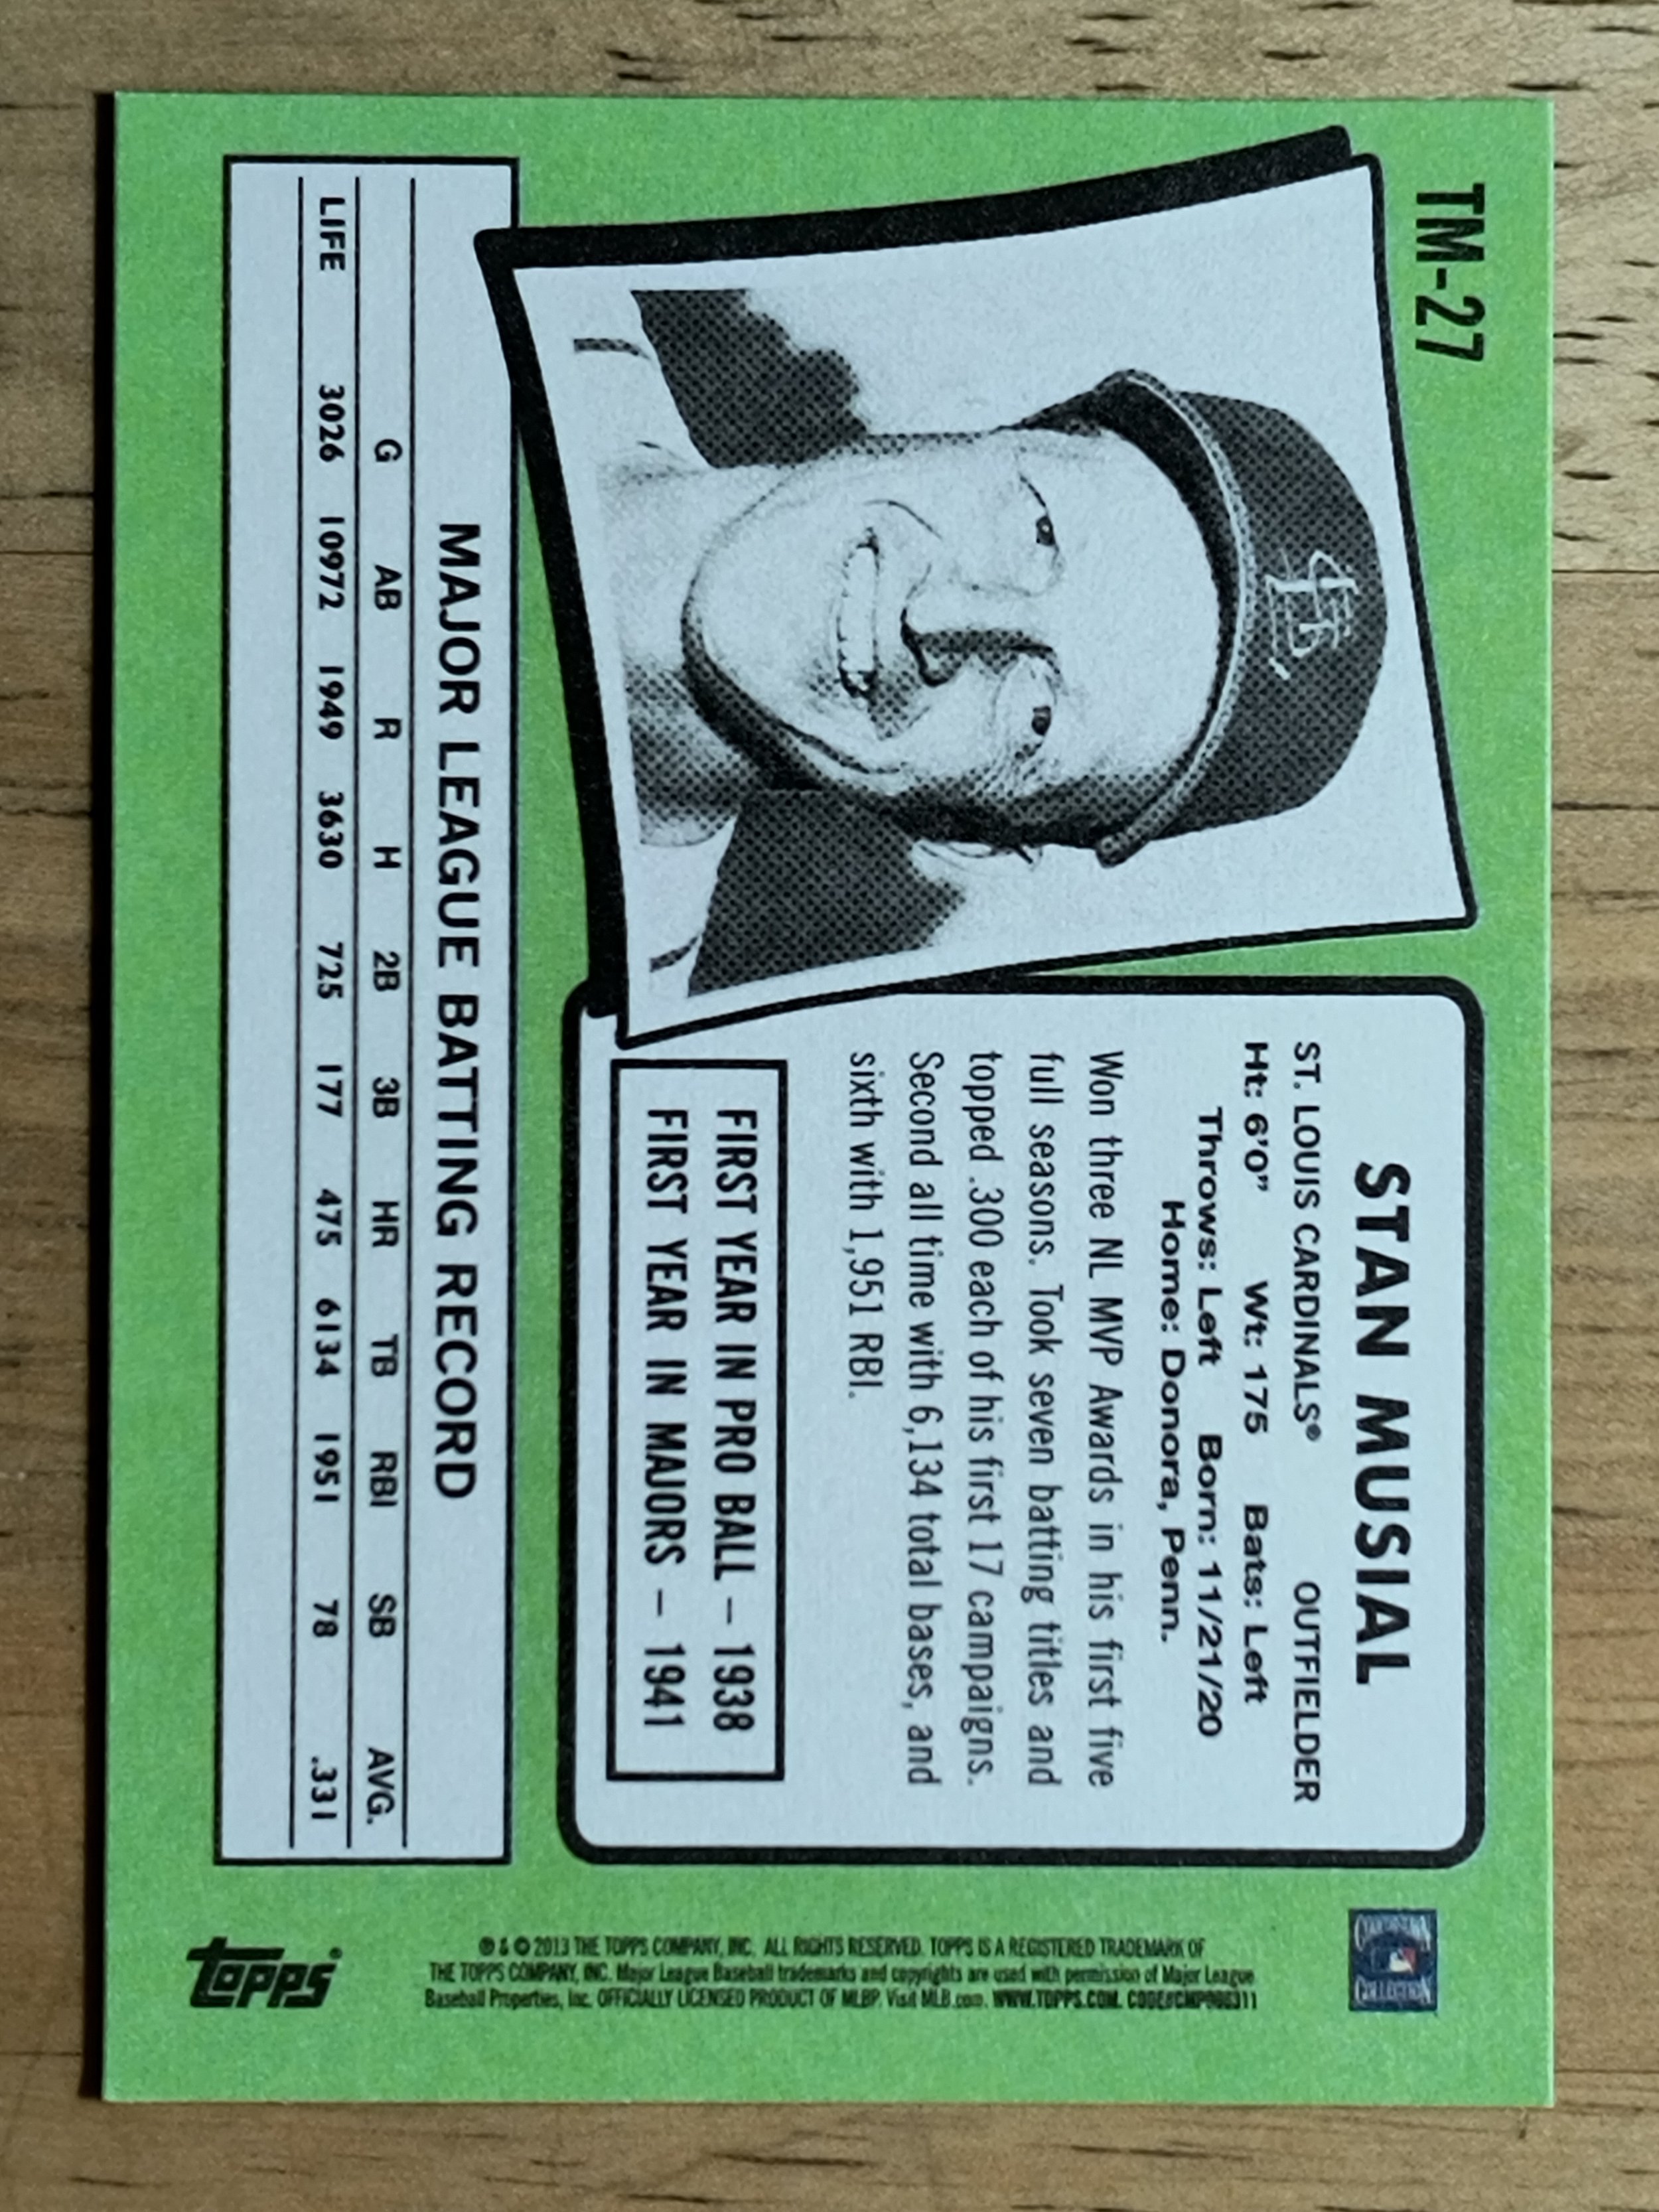 TM-27
STAN MUSIAL
ST. LOUIS CARDINALS® OUTFIELDER
Ht: 6'0" Wt: 175 Bats: Left
Throws: Left Born: 11/21/20
Home: Donora, Penn.
Won three NL MVP Awards in his first five
full seasons. Took seven batting titles and
topped .300 each of his first 17 campaigns.
Second all time with 6,134 total bases, and
sixth with 1,951 RBI.
FIRST YEAR IN PRO BALL – 1938
FIRST YEAR IN MAJORS – 1941
MAJOR LEAGUE BATTING RECORD
G AB R H 2B 3B HR TB RBI SB AVG.
LIFE 3026 10972 1949 3630 725 177 475 6134 1951 78 .331
® & © 2013 THE TOPPS COMPANY, INC. ALL RIGHTS RESERVED. TOPPS IS A REGISTERED TRADEMARK OF
THE TOPPS COMPANY, INC. Major League Baseball trademarks and copyrights are used with permission of Major League
Baseball Properties, Inc. OFFICIALLY LICENSED PRODUCT OF MLBP. Visit MLB.com. WWW.TOPPS.COM.
topps®